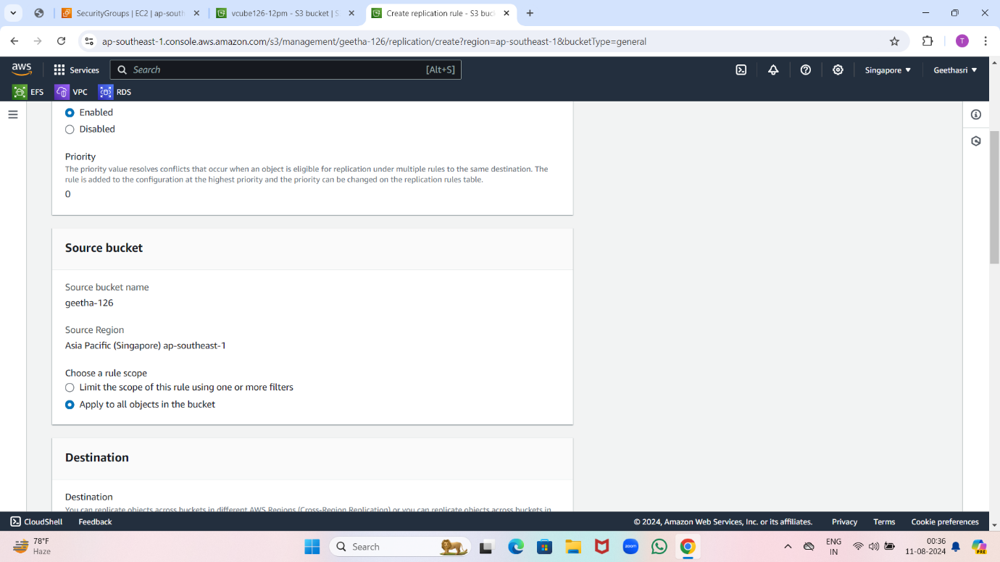 SecurityGroups | EC2 | ap-south
vcube126-12pm - S3 bucket | S
Create replication rule - S3 buc
ap-southeast-1.console.aws.amazon.com/s3/management/geetha-126/replication/create?region=ap-southeast-1&bucketType=general
T
aws
Services
Search
[Alt+S]
Singapore
Geethasri
EFS
VPC
RDS
Enabled
Disabled
Priority
The priority value resolves conflicts that occur when an object is eligible for replication under multiple rules to the same destination. The
rule is added to the configuration at the highest priority and the priority can be changed on the replication rules table.
0
Source bucket
Source bucket name
geetha-126
Source Region
Asia Pacific (Singapore) ap-southeast-1
Choose a rule scope
Limit the scope of this rule using one or more filters
Apply to all objects in the bucket
Destination
Destination
You can replicate objects across buckets in different AWS Regions (Cross-Region Replication) or you can replicate objects across buckets in
CloudShell
Feedback
© 2024, Amazon Web Services, Inc. or its affiliates.
Privacy
Terms
Cookie preferences
78°F
Haze
Search
zoom
ENG
IN
00:36
11-08-2024
PRE